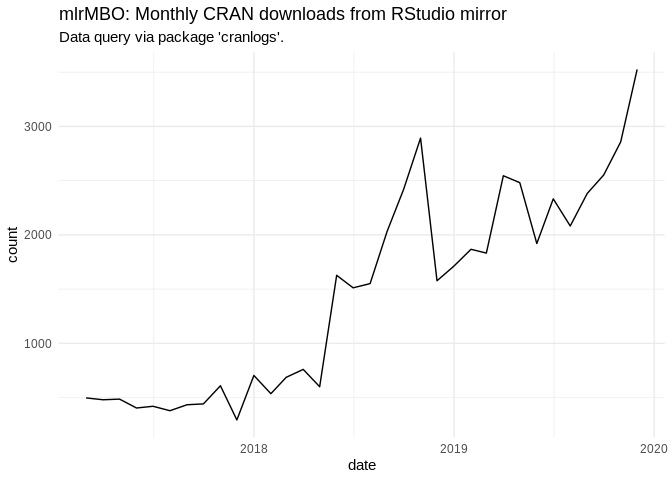 mlrMBO: Monthly CRAN downloads from RStudio mirror
Data query via package 'cranlogs'.
3000
2000
1000
count
2018 2019 2020
date